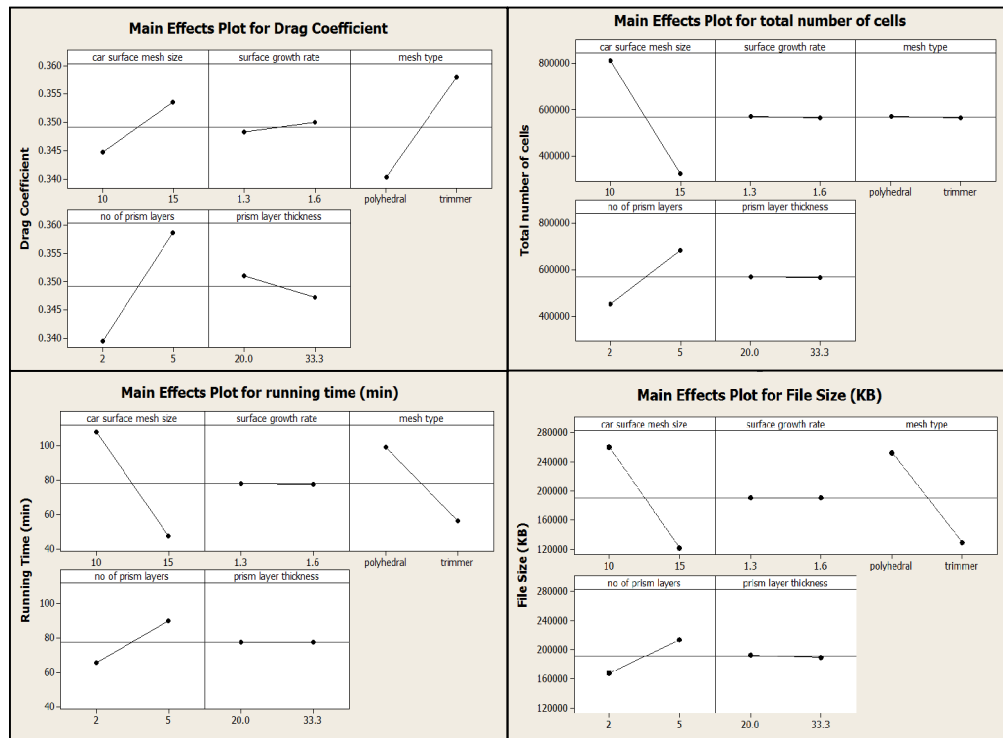 Main Effects Plot for Drag Coefficient
car surface mesh size surface growth rate mesh type
0.360
0.355
0.350
0.345
0.340
10 15 1.3 1.6 polyhedral trimmer
no of prism layers prism layer thickness
0.360
0.355
0.350
0.345
0.340
2 5 20.0 33.3
Drag Coefficient
Main Effects Plot for total number of cells
car surface mesh size surface growth rate mesh type
800000
600000
400000
10 15 1.3 1.6 polyhedral trimmer
no of prism layers prism layer thickness
800000
600000
400000
2 5 20.0 33.3
Total number of cells
Main Effects Plot for running time (min)
car surface mesh size surface growth rate mesh type
100
80
60
40
10 15 1.3 1.6 polyhedral trimmer
no of prism layers prism layer thickness
100
80
60
40
2 5 20.0 33.3
Running Time (min)
Main Effects Plot for File Size (KB)
car surface mesh size surface growth rate mesh type
280000
240000
200000
160000
120000
10 15 1.3 1.6 polyhedral trimmer
no of prism layers prism layer thickness
280000
240000
200000
160000
120000
2 5 20.0 33.3
File Size (KB)